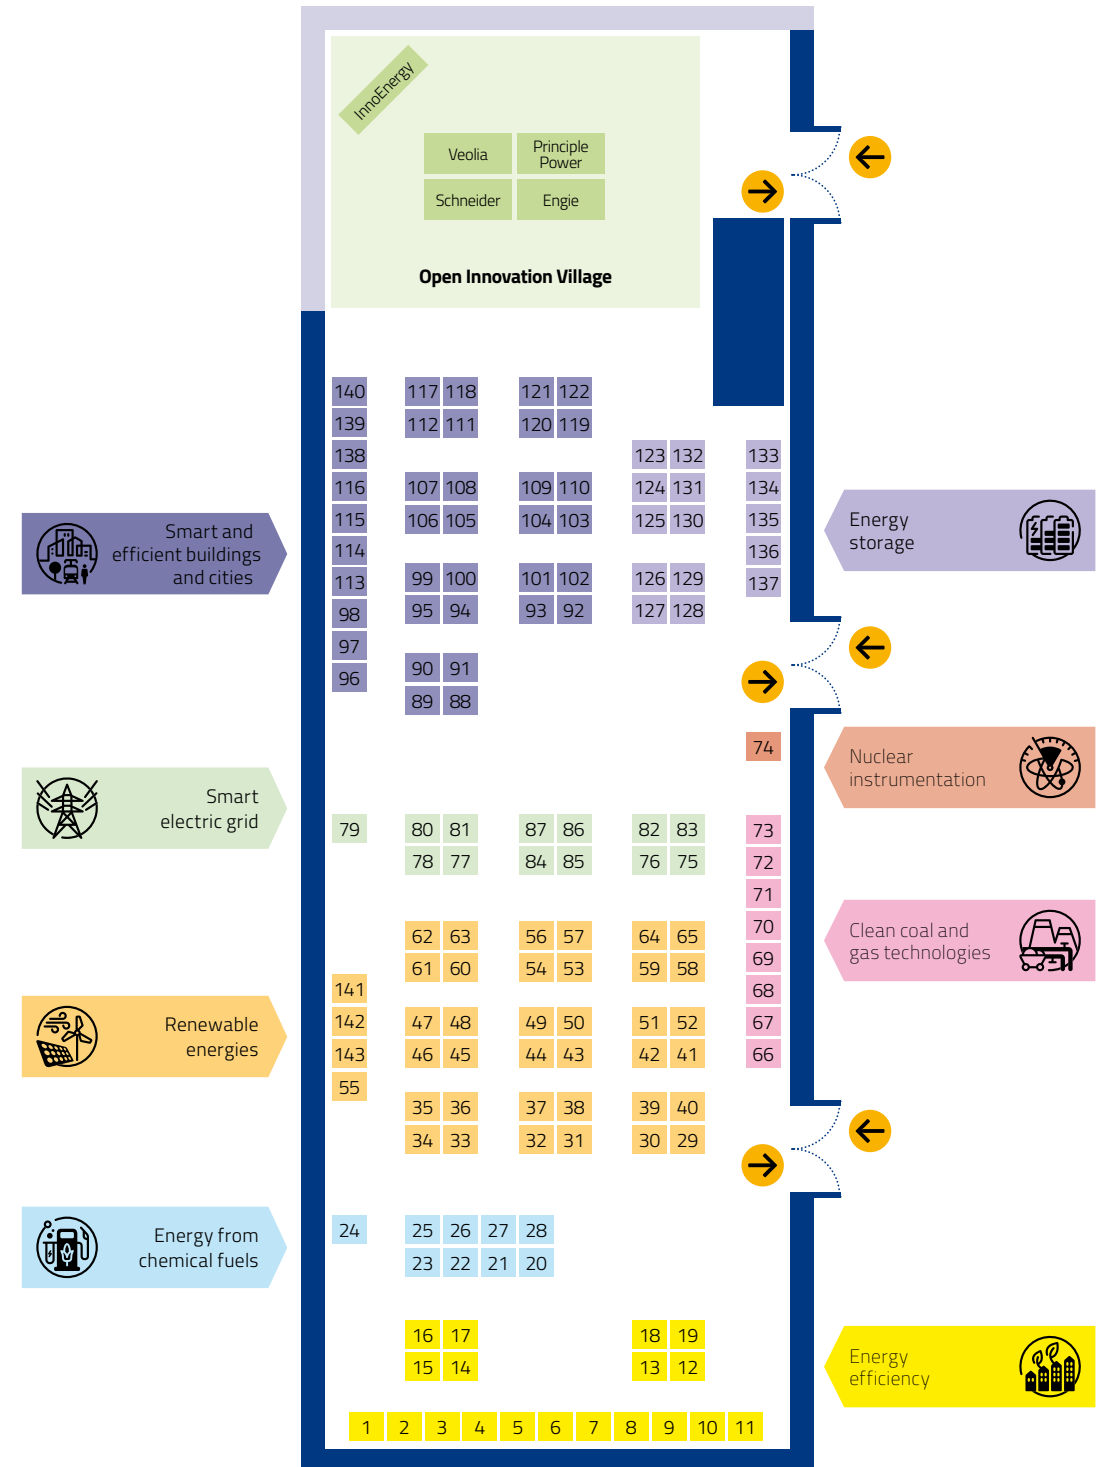 InnoEnergy
Veolia
Principle
Power
Schneider
Engie
Open Innovation Village
140 117 118 121 122
139 112 111 120 119
138 123 132 133
116 107 108 109 110 124 131 134
115 106 105 104 103 125 130 135
114 136
113 99 100 101 102 126 129 137
98 95 94 93 92 127 128
97
96 90 91
89 88
Smart and
efficient buildings
and cities
Energy
storage
74
Nuclear
instrumentation
Smart
electric grid
79 80 81 87 86 82 83 73
78 77 84 85 76 75 72
71
70
69
68
67
66
Clean coal and
gas technologies
62 63 56 57 64 65
61 60 54 53 59 58
141
142 47 48 49 50 51 52
143 46 45 44 43 42 41
55
35 36 37 38 39 40
34 33 32 31 30 29
Renewable
energies
Energy from
chemical fuels
24 25 26 27 28
23 22 21 20
16 17 18 19
15 14 13 12
Energy
efficiency
1 2 3 4 5 6 7 8 9 10 11